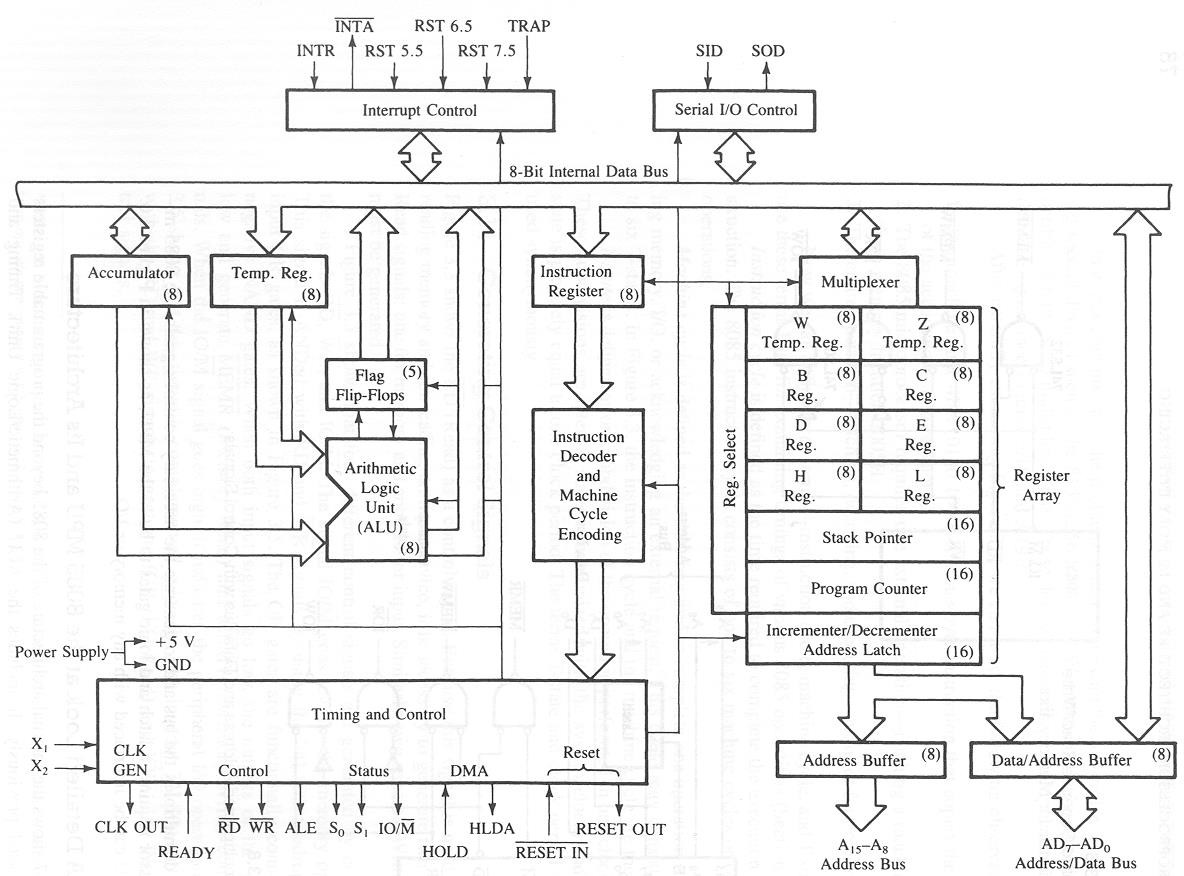 INTA
RST 6.5
TRAP
INTR
RST 5.5
RST 7.5
SID
SOD
Interrupt Control
Serial I/O Control
8-Bit Internal Data Bus
Accumulator
(8)
Temp. Reg.
(8)
Instruction
Register
(8)
Multiplexer
Flag
(5)
Flip-Flops
Arithmetic
Logic
Unit
(ALU)
(8)
Instruction
Decoder
and
Machine
Cycle
Encoding
Reg. Select
W
(8)
Temp. Reg.
Z
(8)
Temp. Reg.
B
(8)
Reg.
C
(8)
Reg.
D
(8)
Reg.
E
(8)
Reg.
H
(8)
Reg.
L
(8)
Reg.
(16)
Stack Pointer
(16)
Program Counter
Incrementer/Decrementer
Address Latch
(16)
Register
Array
Power Supply
+5 V
GND
Timing and Control
X₁
X₂
CLK
GEN
Control
Status
DMA
Reset
CLK OUT
READY
RD
WR
ALE
S₀
S₁
IO/M
HOLD
HLDA
RESET IN
RESET OUT
Address Buffer
(8)
Data/Address Buffer
(8)
A₁₅–A₈
Address Bus
AD₇–AD₀
Address/Data Bus